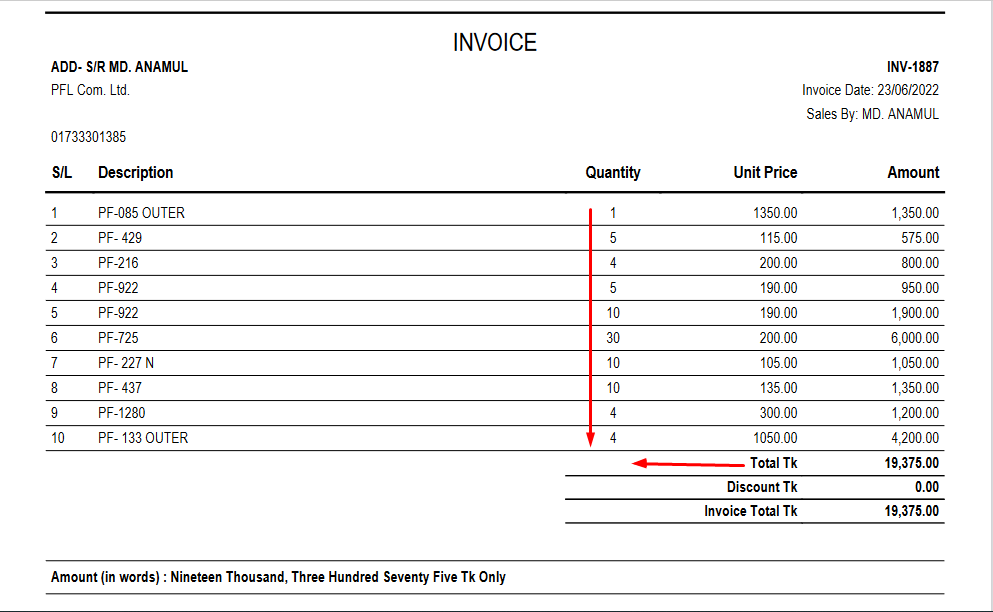 INVOICE
ADD- S/R MD. ANAMUL INV-1887
PFL Com. Ltd. Invoice Date: 23/06/2022
Sales By: MD. ANAMUL
01733301385
S/L Description Quantity Unit Price Amount
1 PF-085 OUTER 1 1350.00 1,350.00
2 PF- 429 5 115.00 575.00
3 PF-216 4 200.00 800.00
4 PF-922 5 190.00 950.00
5 PF-922 10 190.00 1,900.00
6 PF-725 30 200.00 6,000.00
7 PF- 227 N 10 105.00 1,050.00
8 PF- 437 10 135.00 1,350.00
9 PF-1280 4 300.00 1,200.00
10 PF- 133 OUTER 4 1050.00 4,200.00
Total Tk 19,375.00
Discount Tk 0.00
Invoice Total Tk 19,375.00
Amount (in words) : Nineteen Thousand, Three Hundred Seventy Five Tk Only